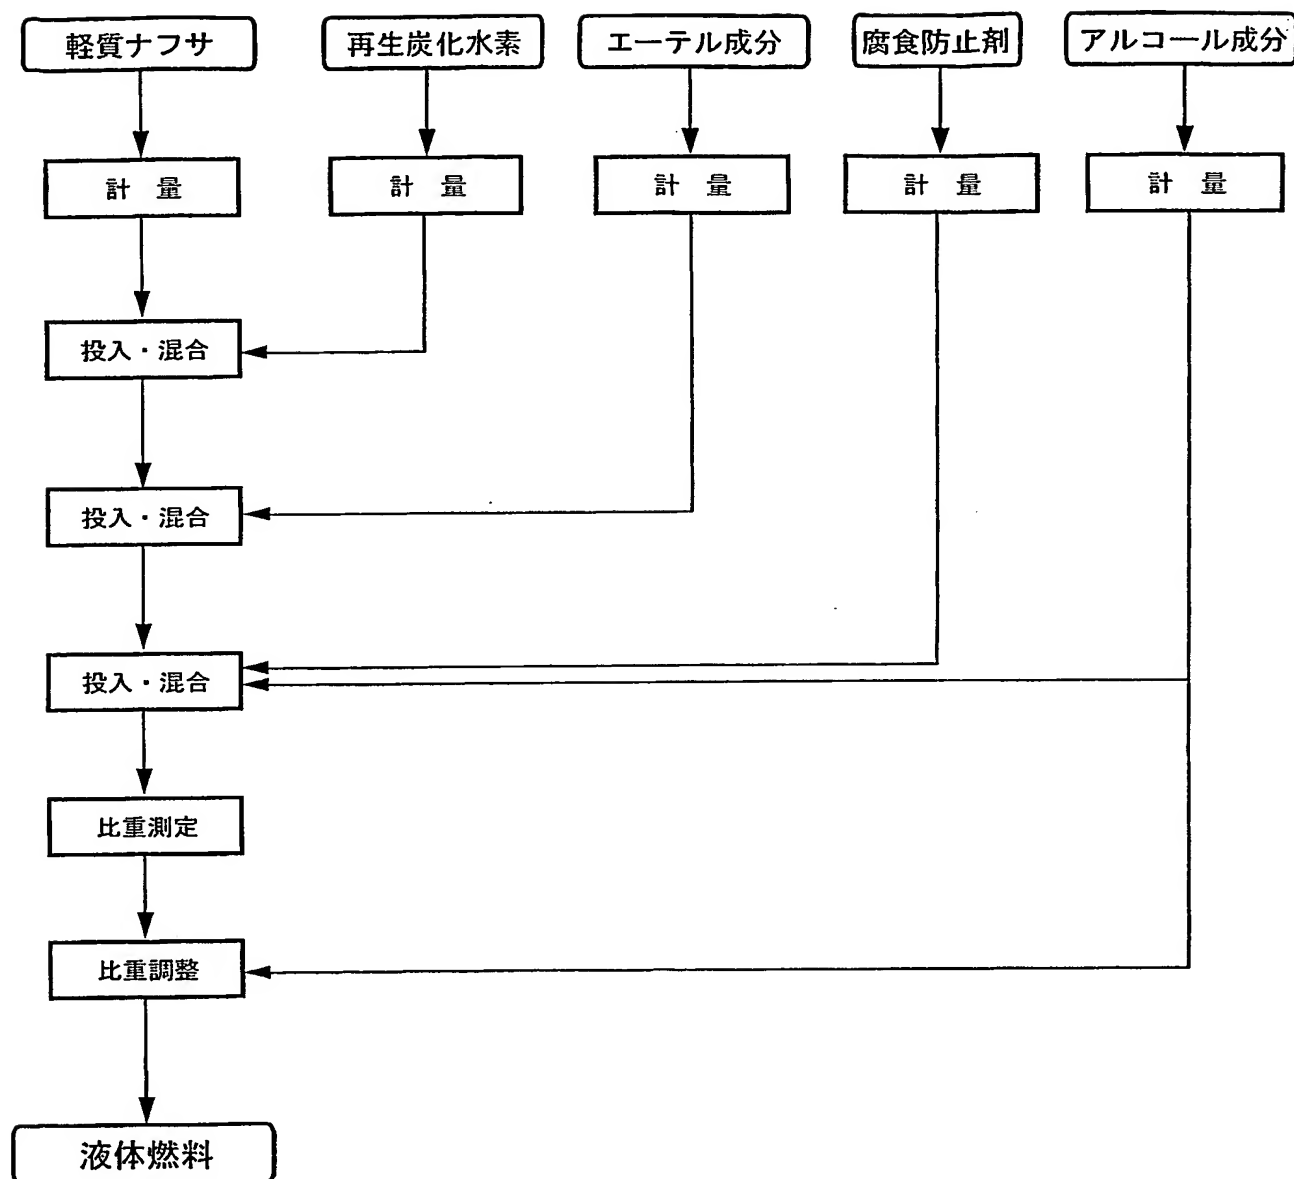 軽質ナフサ
再生炭化水素
エーテル成分
腐食防止剤
アルコール成分
計 量
計 量
計 量
計 量
計 量
投入・混合
投入・混合
投入・混合
比重測定
比重調整
液体燃料